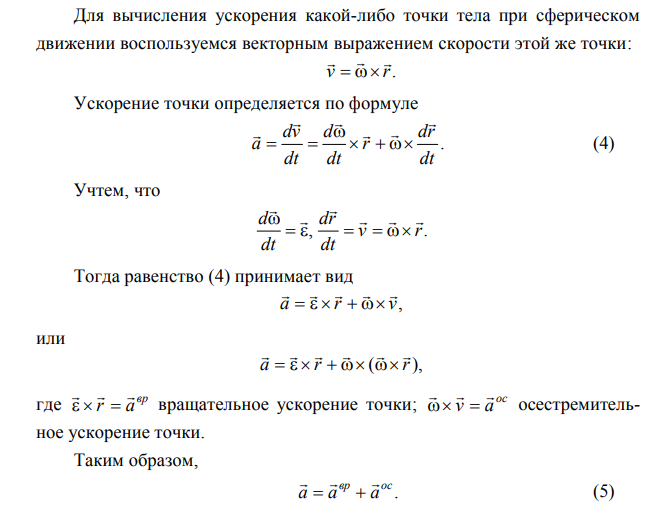 Для вычисления ускорения какой-либо точки тела при сферическом
движении воспользуемся векторным выражением скорости этой же точки:
$\vec{v} = \vec{\omega} \times \vec{r}.$
Ускорение точки определяется по формуле
$\vec{a} = \frac{d\vec{v}}{dt} = \frac{d\vec{\omega}}{dt} \times \vec{r} + \vec{\omega} \times \frac{d\vec{r}}{dt}.$ (4)
Учтем, что
$\frac{d\vec{\omega}}{dt} = \vec{\varepsilon}, \frac{d\vec{r}}{dt} = \vec{v} = \vec{\omega} \times \vec{r}.$
Тогда равенство (4) принимает вид
$\vec{a} = \vec{\varepsilon} \times \vec{r} + \vec{\omega} \times \vec{v},$
или
$\vec{a} = \vec{\varepsilon} \times \vec{r} + \vec{\omega} \times (\vec{\omega} \times \vec{r}),$
где $\vec{\varepsilon} \times \vec{r} = \vec{a}^{вр}$ вращательное ускорение точки; $\vec{\omega} \times \vec{v} = \vec{a}^{ос}$ осестремитель-
ное ускорение точки.
Таким образом,
$\vec{a} = \vec{a}^{вр} + \vec{a}^{ос}.$ (5)